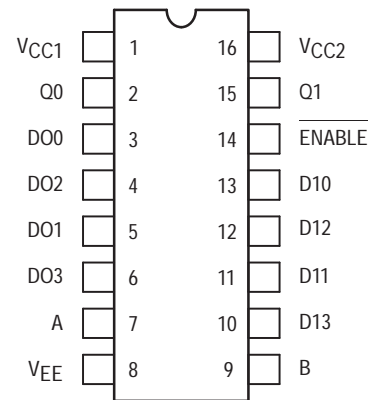 VCC1 1 16 VCC2
Q0 2 15 Q1
DO0 3 14 ENABLE
DO2 4 13 D10
DO1 5 12 D12
DO3 6 11 D11
A 7 10 D13
VEE 8 9 B